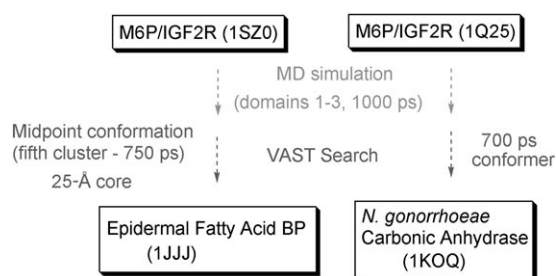 M6P/IGF2R (1SZ0)
M6P/IGF2R (1Q25)
MD simulation
(domains 1-3, 1000 ps)
Midpoint conformation
(fifth cluster - 750 ps)
25-Å core
VAST Search
700 ps
conformer
Epidermal Fatty Acid BP
(1JJJ)
N. gonorrhoeae
Carbonic Anhydrase
(1KOQ)